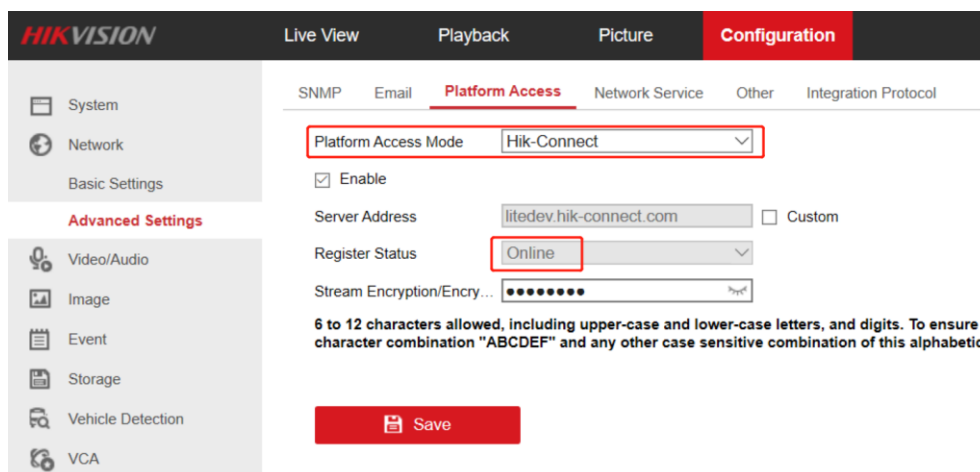 HIKVISION
Live View Playback Picture Configuration
SNMP Email Platform Access Network Service Other Integration Protocol
System
Network
Basic Settings
Advanced Settings
Video/Audio
Image
Event
Storage
Vehicle Detection
VCA
Platform Access Mode Hik-Connect
Enable
Server Address litedev.hik-connect.com Custom
Register Status Online
Stream Encryption/Encry... ●●●●●●●●
6 to 12 characters allowed, including upper-case and lower-case letters, and digits. To ensure
character combination "ABCDEF" and any other case sensitive combination of this alphabetic
Save